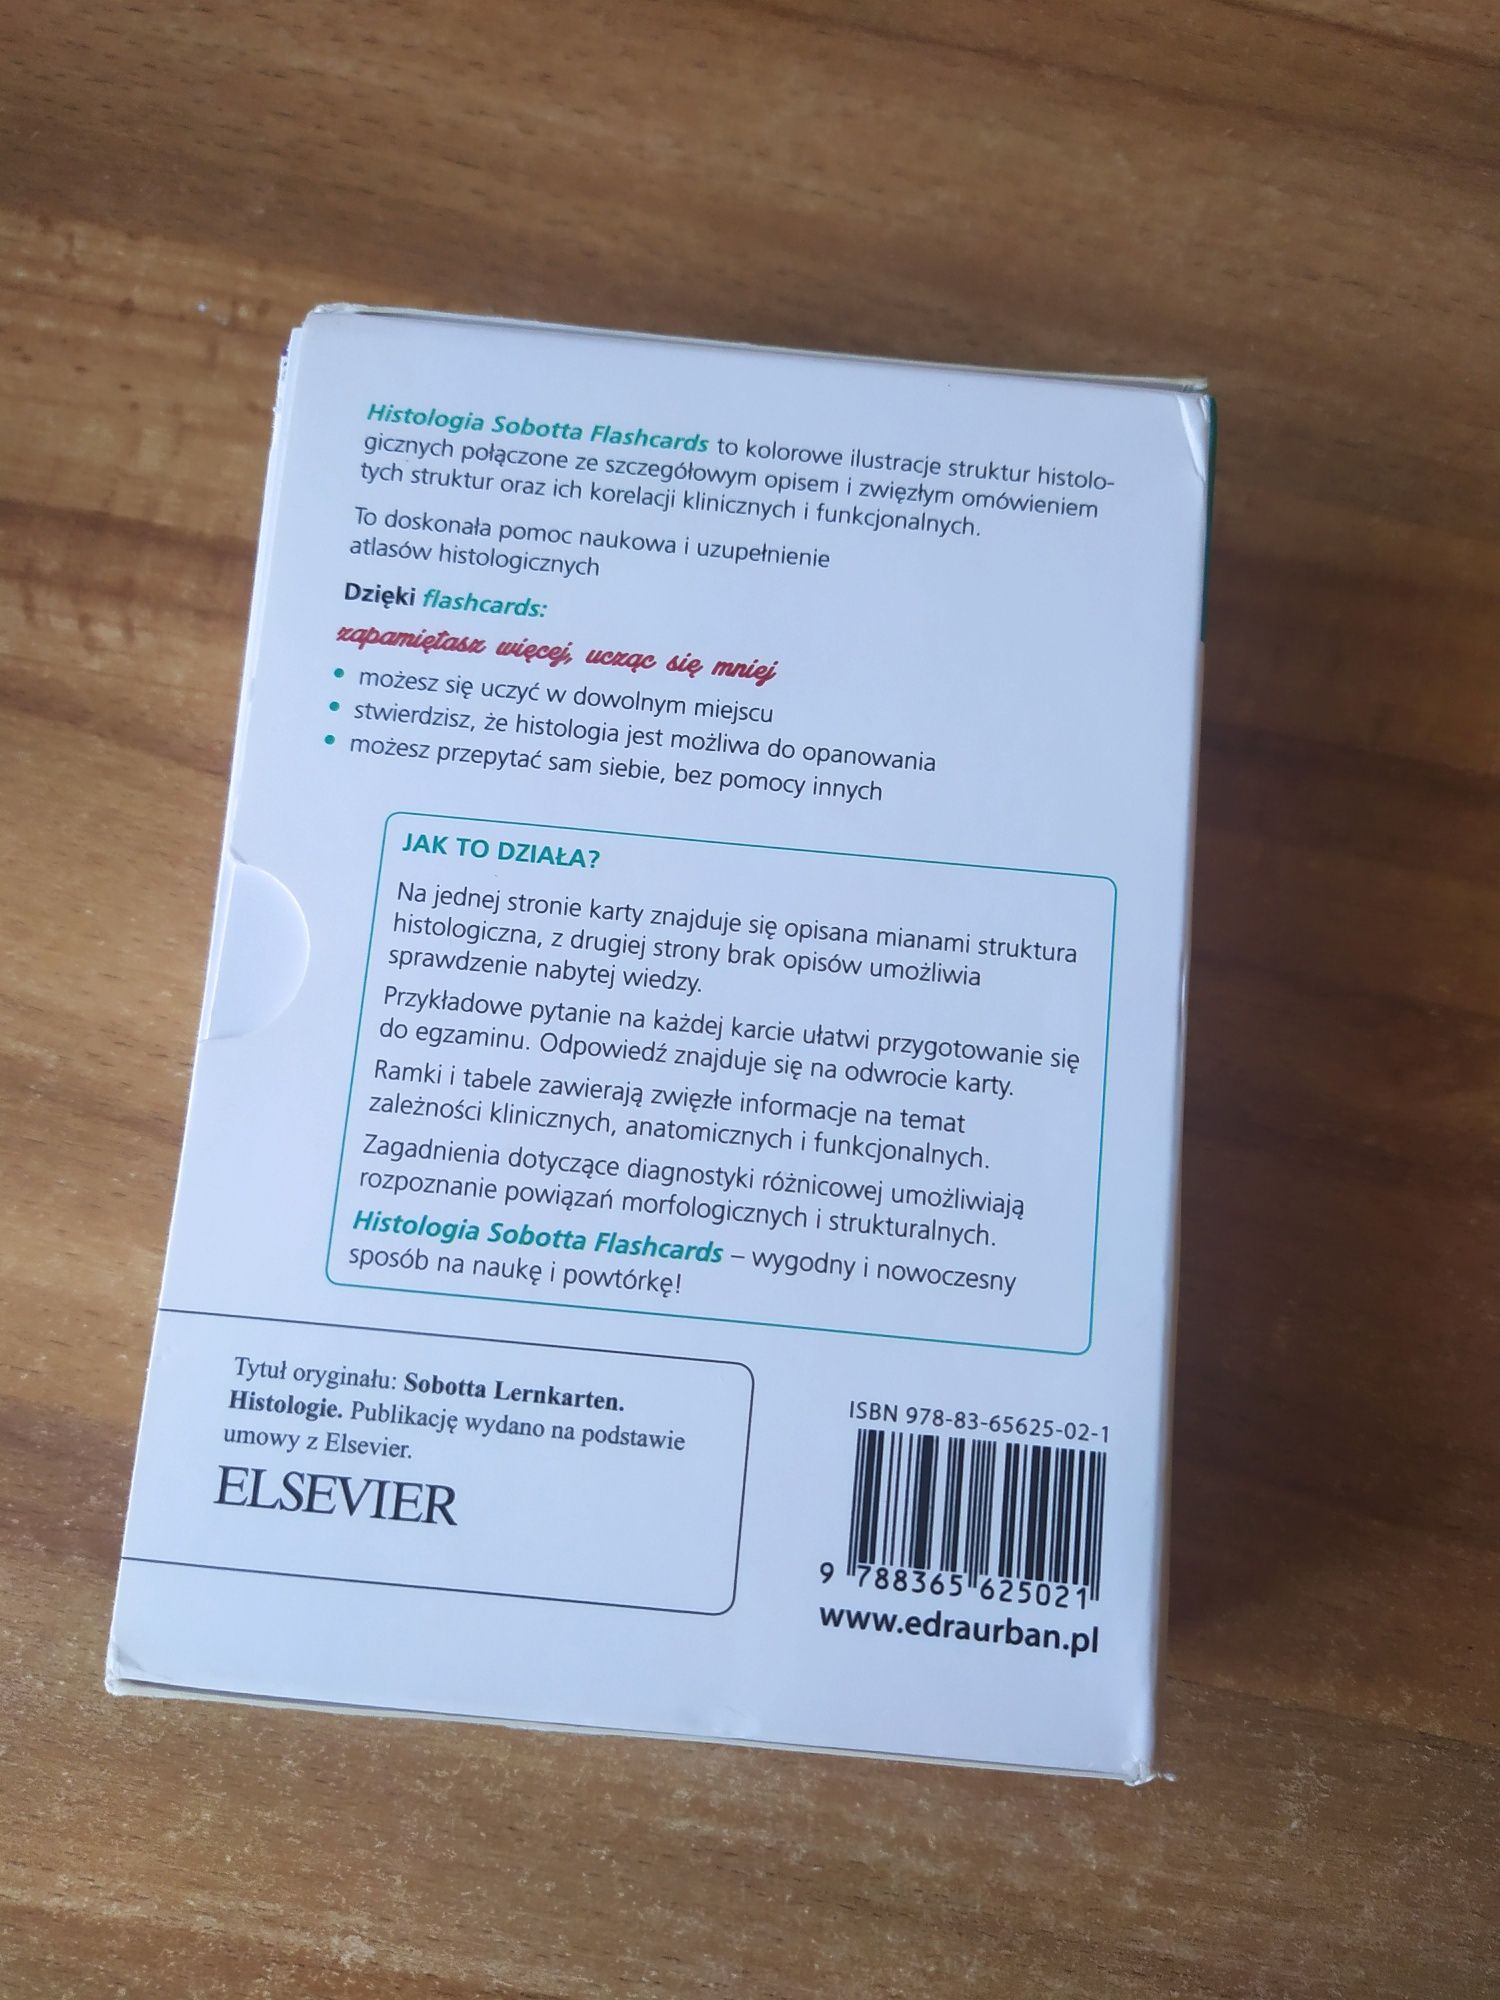 Histologia Sobotta Flashcards to kolorowe ilustracje struktur histolo-
gicznych połączone ze szczegółowym opisem i zwięzłym omówieniem
tych struktur oraz ich korelacji klinicznych i funkcjonalnych.
To doskonała pomoc naukowa i uzupełnienie
atlasów histologicznych
Dzięki flashcards:
zapamiętasz więcej, ucząc się mniej
• możesz się uczyć w dowolnym miejscu
• stwierdzisz, że histologia jest możliwa do opanowania
• możesz przepytać sam siebie, bez pomocy innych
JAK TO DZIAŁA?
Na jednej stronie karty znajduje się opisana mianami struktura
histologiczna, z drugiej strony brak opisów umożliwia
sprawdzenie nabytej wiedzy.
Przykładowe pytanie na każdej karcie ułatwi przygotowanie się
do egzaminu. Odpowiedź znajduje się na odwrocie karty.
Ramki i tabele zawierają zwięzłe informacje na temat
zależności klinicznych, anatomicznych i funkcjonalnych.
Zagadnienia dotyczące diagnostyki różnicowej umożliwiają
rozpoznanie powiązań morfologicznych i strukturalnych.
Histologia Sobotta Flashcards – wygodny i nowoczesny
sposób na naukę i powtórkę!
Tytuł oryginału: Sobotta Lernkarten.
Histologie. Publikację wydano na podstawie
umowy z Elsevier.
ELSEVIER
ISBN 978-83-65625-02-1
9 788365 625021
www.edraurban.pl